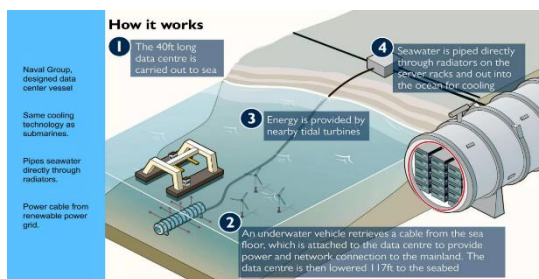 How it works
Naval Group,
designed data
center vessel
Same cooling
technology as
submarines.
Pipes seawater
directly through
radiators.
Power cable from
renewable power
grid.
1 The 40ft long
data centre is
carried out to sea
4 Seawater is piped directly
through radiators on the
server racks and out into
the ocean for cooling
3 Energy is provided by
nearby tidal turbines
2 An underwater vehicle retrieves a cable from the sea
floor, which is attached to the data centre to provide
power and network connection to the mainland. The
data centre is then lowered 117ft to the seabed